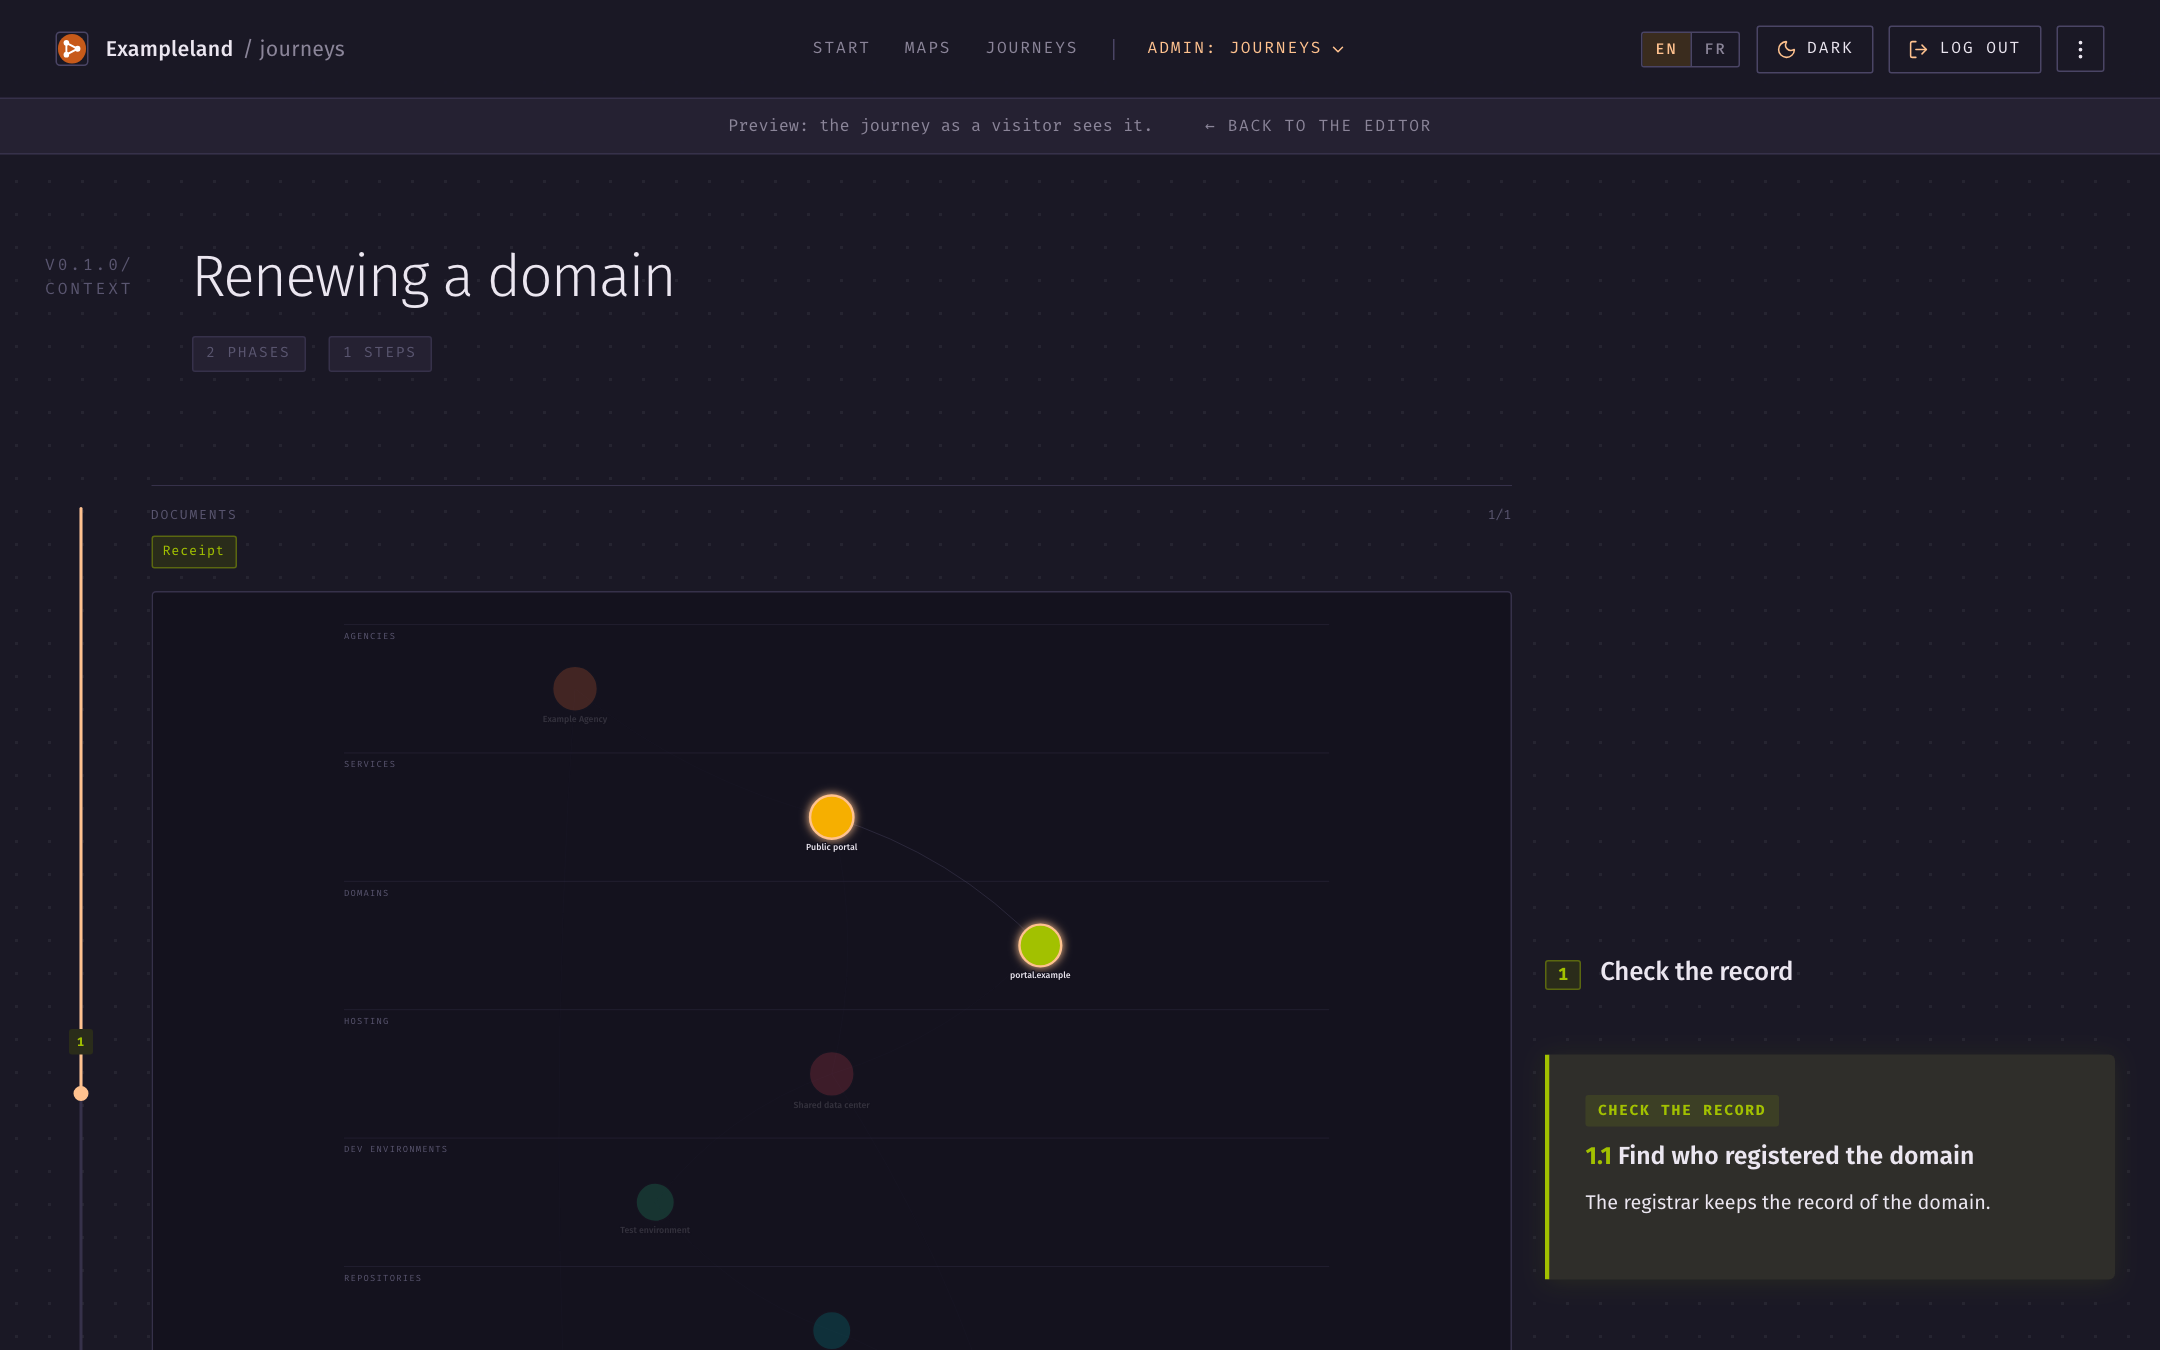 Exampleland / journeys
START MAPS JOURNEYS ADMIN: JOURNEYS
EN FR
DARK
LOG OUT
Preview: the journey as a visitor sees it. ← BACK TO THE EDITOR
V0.1.0/
CONTEXT
Renewing a domain
2 PHASES 1 STEPS
DOCUMENTS 1/1
Receipt
AGENCIES
Example Agency
SERVICES
Public portal
DOMAINS
portal.example
HOSTING
Shared data center
DEV ENVIRONMENTS
Test environment
REPOSITORIES
1
1 Check the record
CHECK THE RECORD
1.1 Find who registered the domain
The registrar keeps the record of the domain.